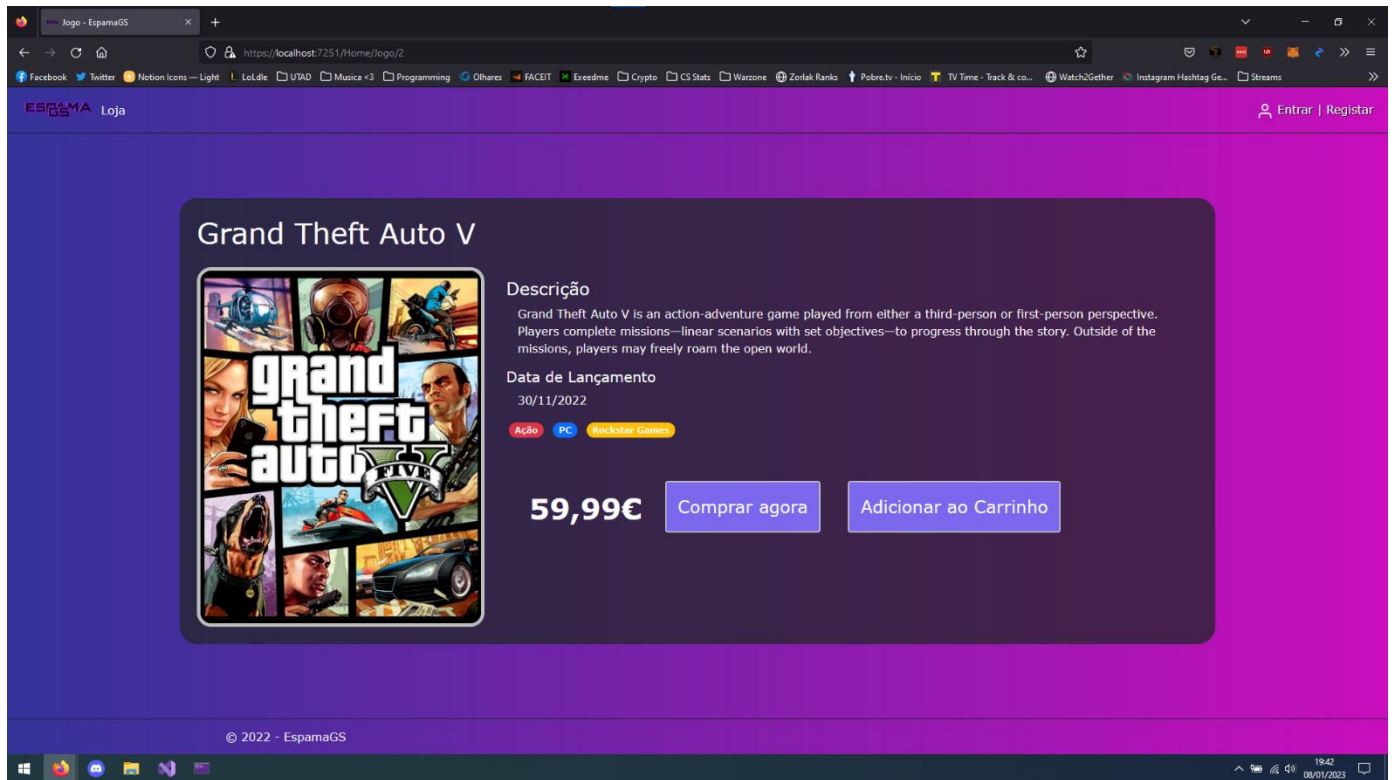 Jogo - EspamaGS
https://localhost:7251/Home/Jogo/2
Facebook Twitter Notion Icons — Light LoLdle UTAD Musica <3 Programming Olhares FACEIT Exeedme Crypto CS Stats Warzone Zorlak Ranks Pobre.tv - Início TV Time - Track & co... Watch2Gether Instagram Hashtag Ge... Streams
ESPAMA GS Loja Entrar | Registar
Grand Theft Auto V
grand
theft
auto
V
FIVE
Descrição
Grand Theft Auto V is an action-adventure game played from either a third-person or first-person perspective.
Players complete missions—linear scenarios with set objectives—to progress through the story. Outside of the
missions, players may freely roam the open world.
Data de Lançamento
30/11/2022
Ação PC Rockstar Games
59,99€ Comprar agora Adicionar ao Carrinho
© 2022 - EspamaGS
19:42
08/01/2023